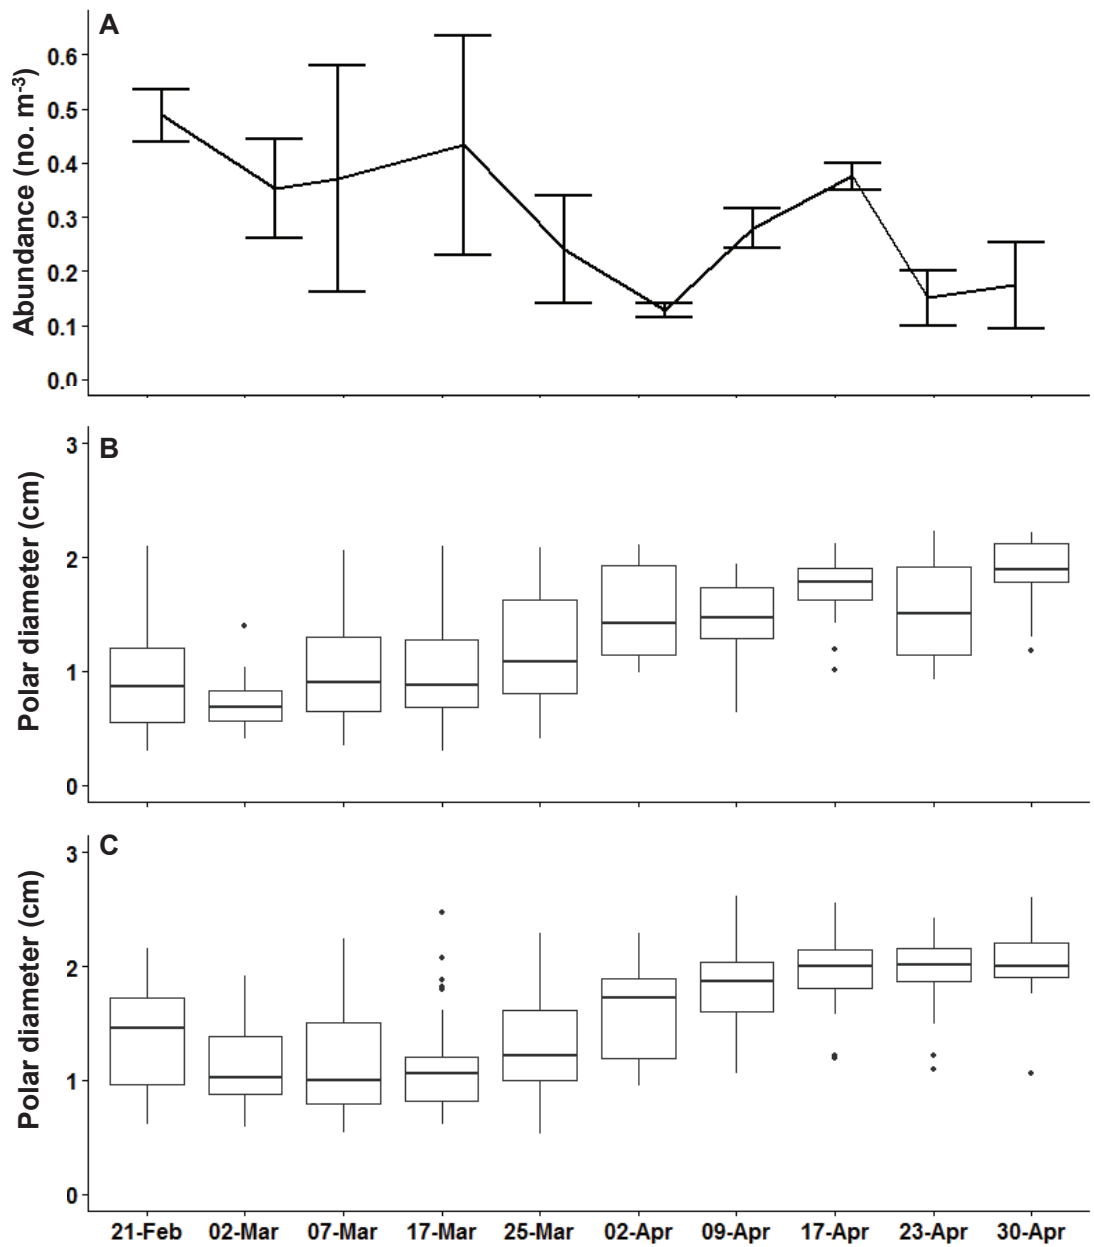 A
Abundance (no. m-3)
0.6
0.5
0.4
0.3
0.2
0.1
0.0
B
Polar diameter (cm)
3
2
1
0
C
Polar diameter (cm)
3
2
1
0
21-Feb 02-Mar 07-Mar 17-Mar 25-Mar 02-Apr 09-Apr 17-Apr 23-Apr 30-Apr